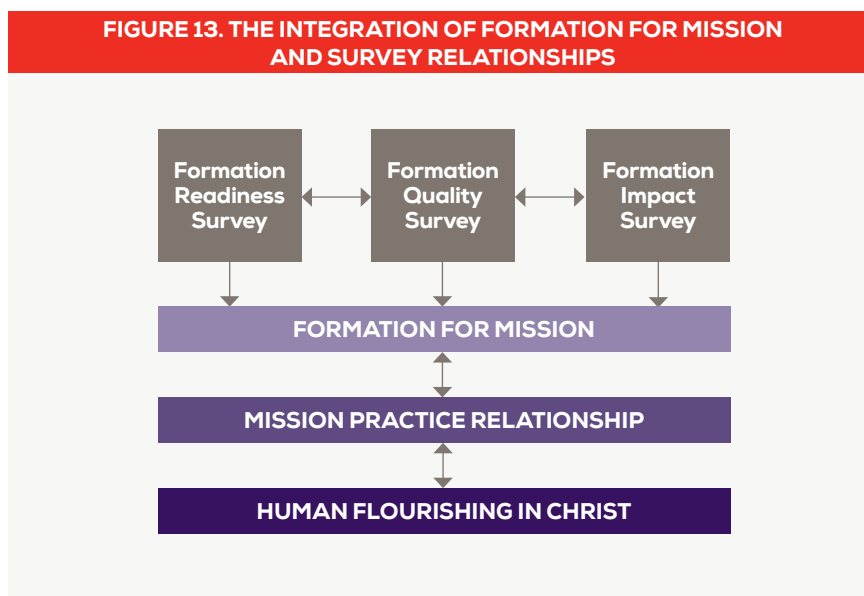 FIGURE 13. THE INTEGRATION OF FORMATION FOR MISSION
AND SURVEY RELATIONSHIPS
Formation
Readiness
Survey
Formation
Quality
Survey
Formation
Impact
Survey
FORMATION FOR MISSION
MISSION PRACTICE RELATIONSHIP
HUMAN FLOURISHING IN CHRIST